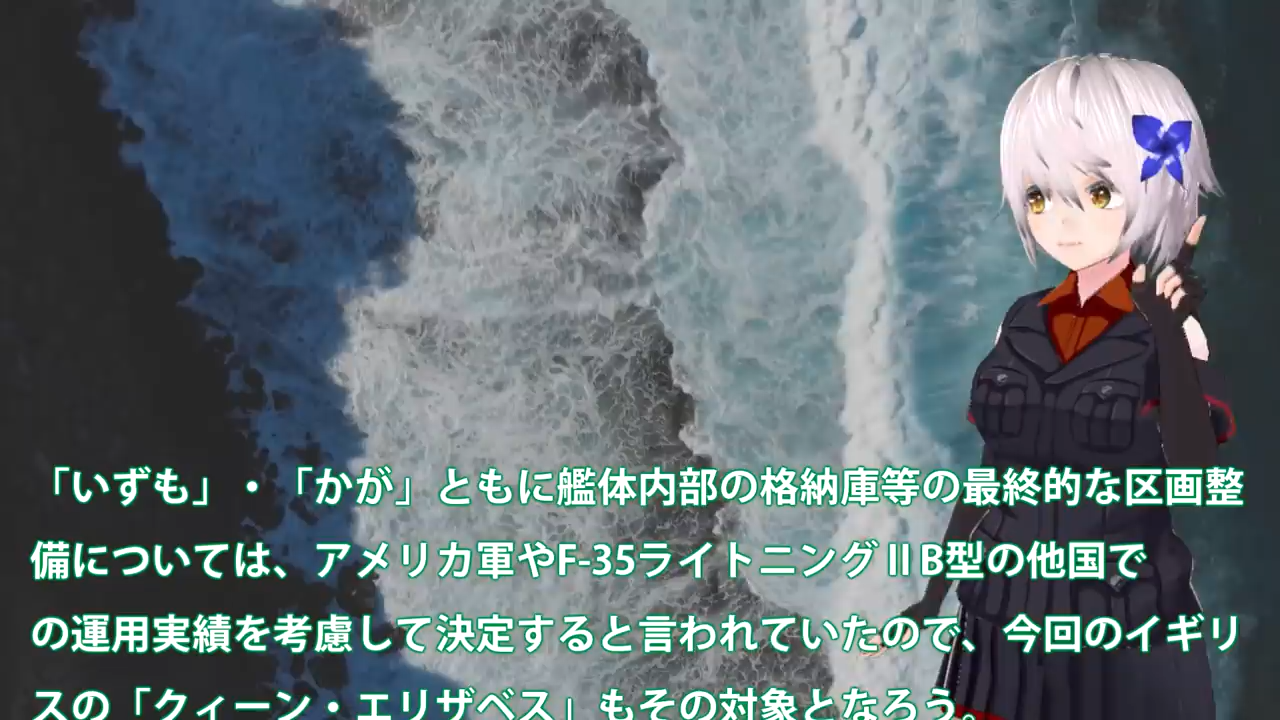 「いずも」・「かが」ともに艦体内部の格納庫等の最終的な区画整
備については、アメリカ軍やF-35ライトニングⅡB型の他国で
の運用実績を考慮して決定すると言われていたので、今回のイギリ
スの「クィーン・エリザベス」もその対象となろう。